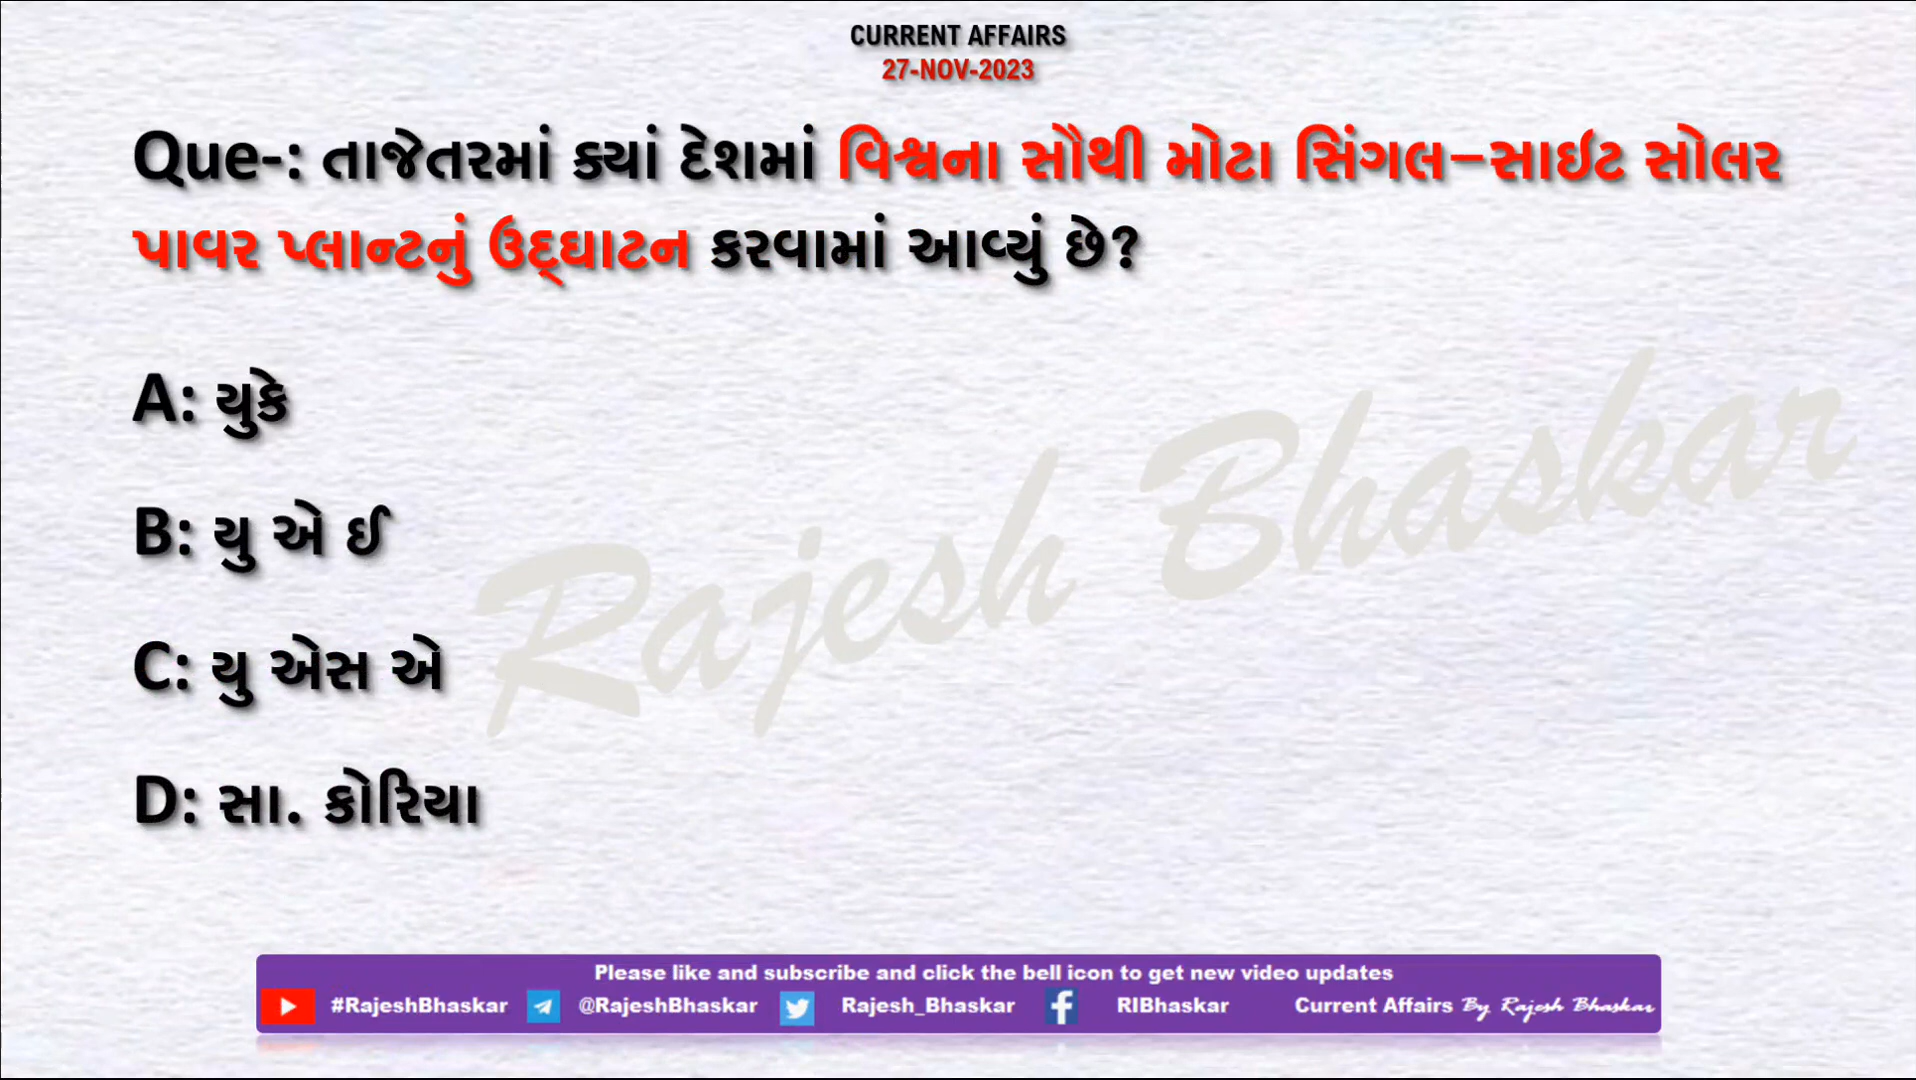 CURRENT AFFAIRS
27-NOV-2023
Que-: તાજેતરમાં ક્યાં દેશમાં વિશ્વના સૌથી મોટા સિંગલ–સાઈટ સોલર
પાવર પ્લાન્ટનું ઉદ્ઘાટન કરવામાં આવ્યું છે?
A: યુકે
B: યુ એ ઈ
C: યુ એસ એ
D: સા. કોરિયા
Rajesh Bhaskar
Please like and subscribe and click the bell icon to get new video updates
#RajeshBhaskar @RajeshBhaskar Rajesh_Bhaskar RIBhaskar Current Affairs By Rajesh Bhaskar